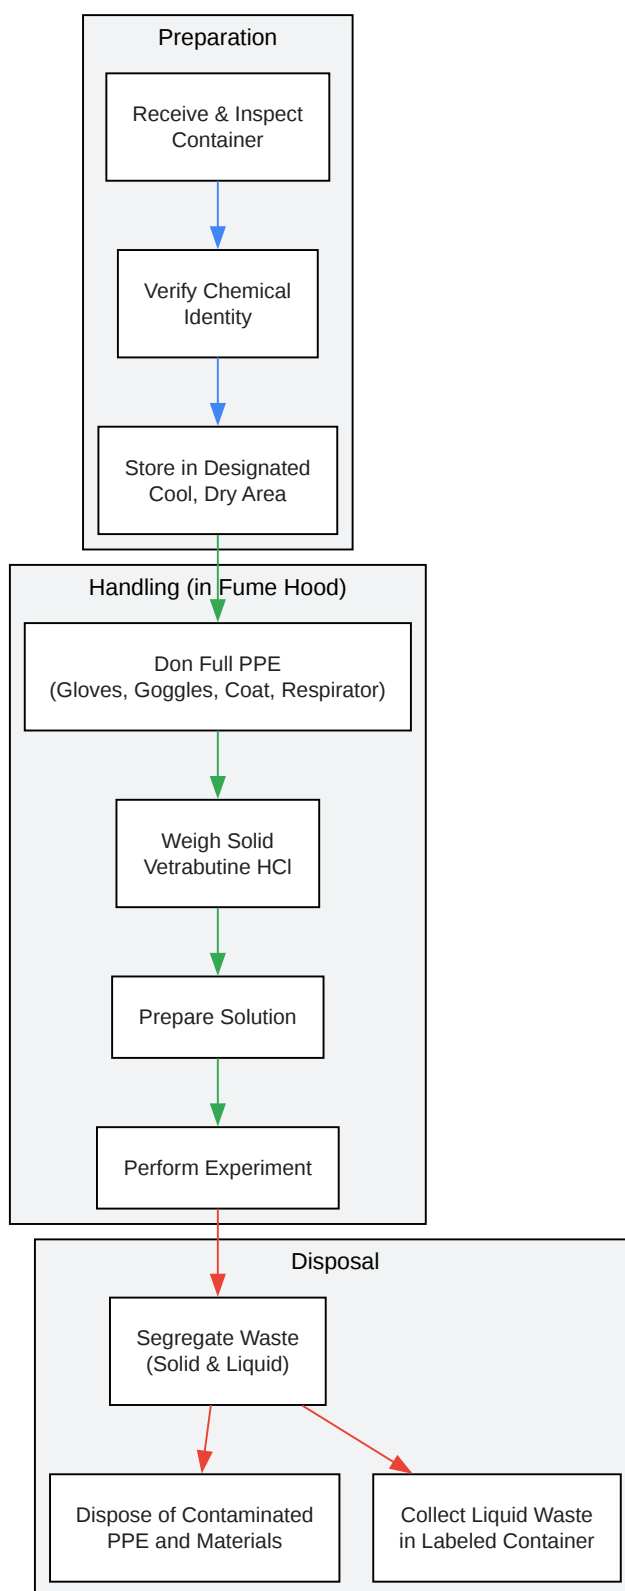 Preparation
Receive & Inspect
Container
Verify Chemical
Identity
Store in Designated
Cool, Dry Area
Handling (in Fume Hood)
Don Full PPE
(Gloves, Goggles, Coat, Respirator)
Weigh Solid
Vetrabutine HCl
Prepare Solution
Perform Experiment
Disposal
Segregate Waste
(Solid & Liquid)
Dispose of Contaminated
PPE and Materials
Collect Liquid Waste
in Labeled Container